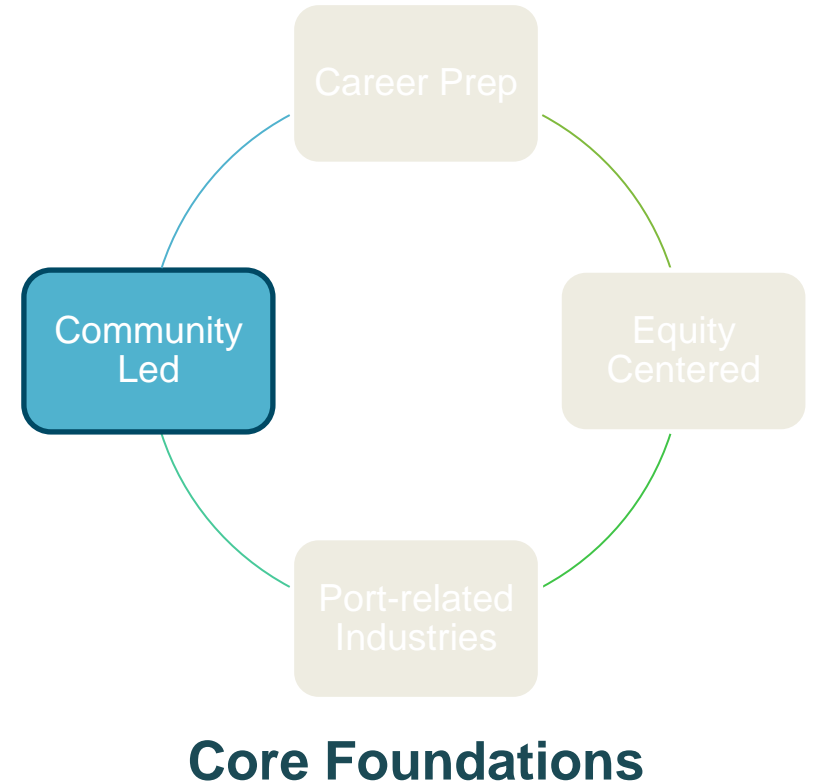 Career Prep
Community
Led
Equity
Centered
Port-related
Industries
Core Foundations